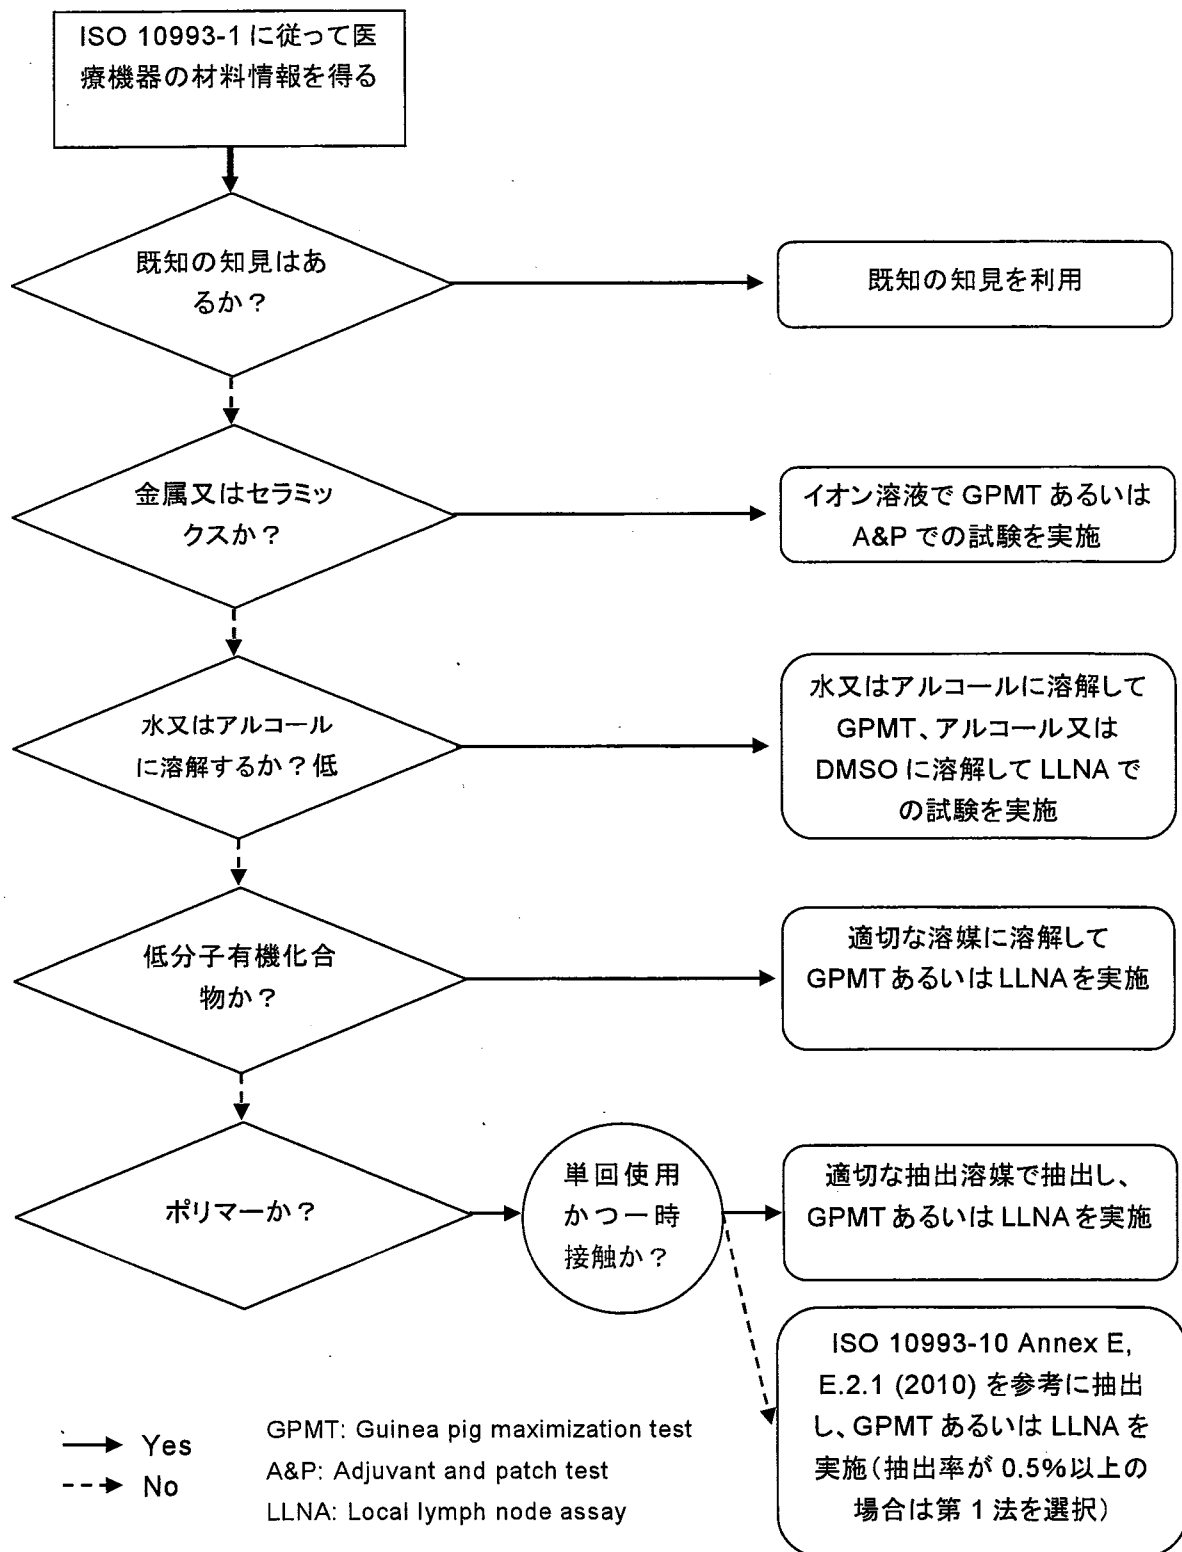 ISO 10993-1 に従って医
療機器の材料情報を得る
既知の知見はあ
るか？
既知の知見を利用
金属又はセラミッ
クスか？
イオン溶液で GPMT あるいは
A&P での試験を実施
水又はアルコール
に溶解するか？低
水又はアルコールに溶解して
GPMT、アルコール又は
DMSO に溶解して LLNA で
の試験を実施
低分子有機化合
物か？
適切な溶媒に溶解して
GPMT あるいは LLNA を実施
ポリマーか？
単回使用
かつ一時
接触か？
適切な抽出溶媒で抽出し、
GPMT あるいは LLNA を実施
ISO 10993-10 Annex E,
E.2.1 (2010) を参考に抽出
し、GPMT あるいは LLNA を
実施（抽出率が 0.5%以上の
場合は第 1 法を選択）
Yes
No
GPMT: Guinea pig maximization test
A&P: Adjuvant and patch test
LLNA: Local lymph node assay